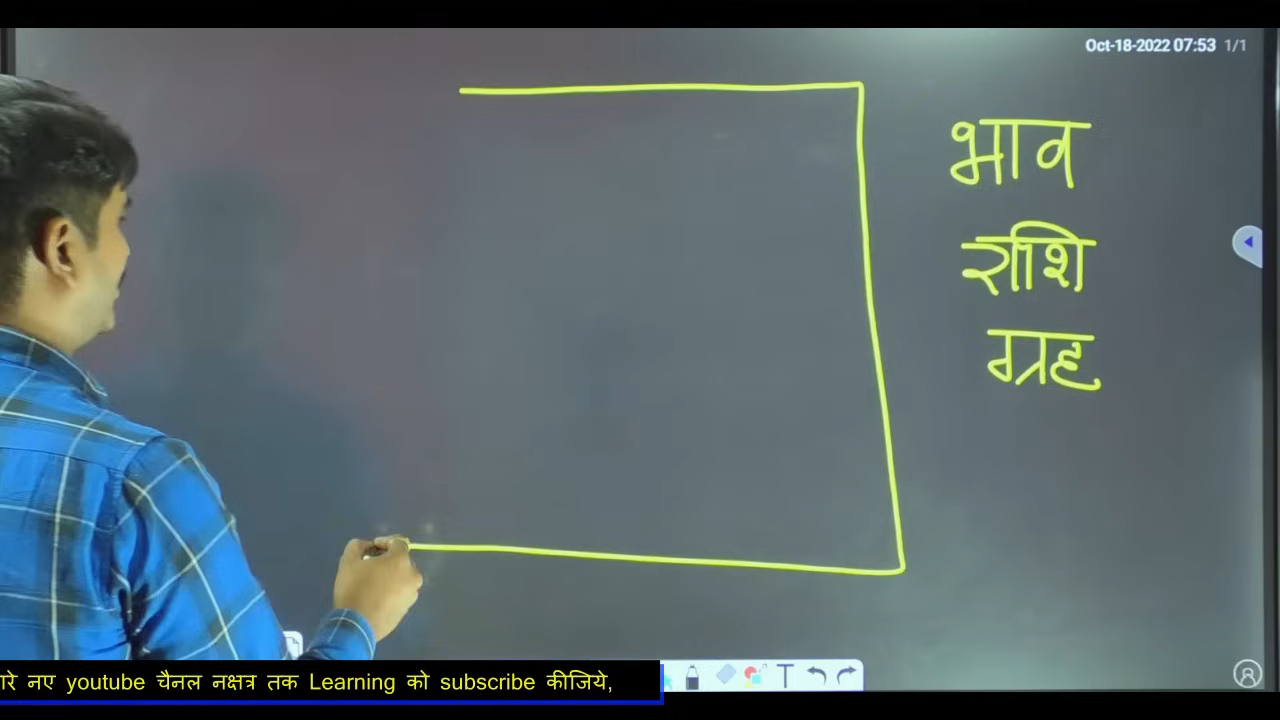 Oct-18-2022 07:53 1/1
भाव
राशि
ग्रह
नए youtube चैनल नक्षत्र तक Learning को subscribe कीजिये,